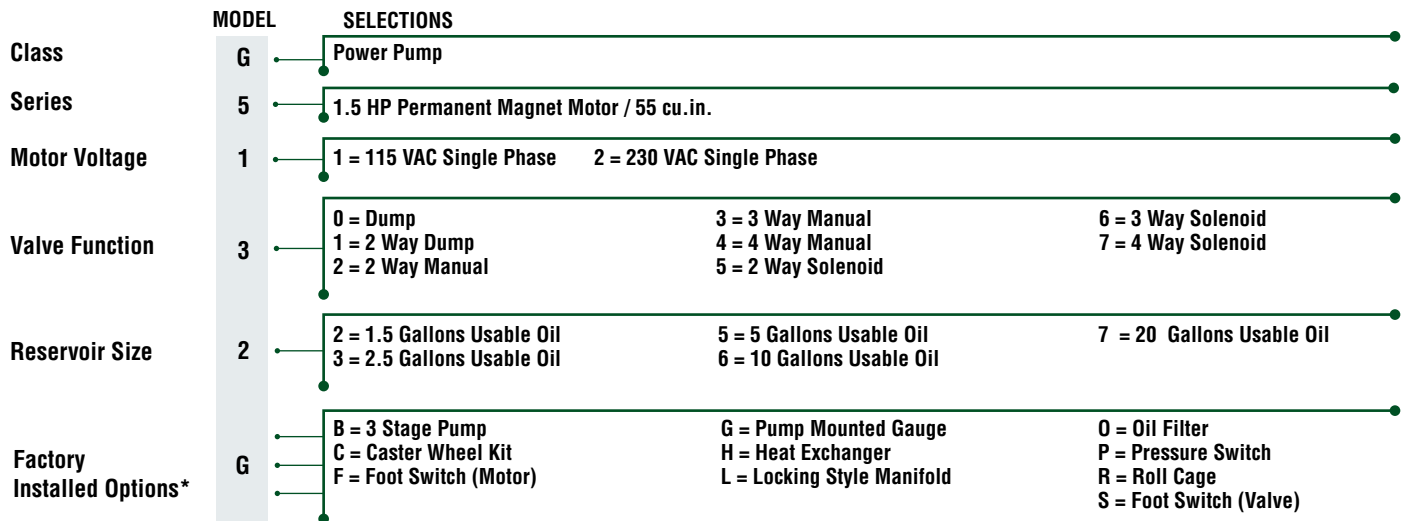 MODEL SELECTIONS
Class G Power Pump
Series 5 1.5 HP Permanent Magnet Motor / 55 cu.in.
Motor Voltage 1 1 = 115 VAC Single Phase 2 = 230 VAC Single Phase
Valve Function 3
0 = Dump 3 = 3 Way Manual 6 = 3 Way Solenoid
1 = 2 Way Dump 4 = 4 Way Manual 7 = 4 Way Solenoid
2 = 2 Way Manual 5 = 2 Way Solenoid
Reservoir Size 2
2 = 1.5 Gallons Usable Oil 5 = 5 Gallons Usable Oil 7 = 20 Gallons Usable Oil
3 = 2.5 Gallons Usable Oil 6 = 10 Gallons Usable Oil
Factory
Installed Options* G
B = 3 Stage Pump G = Pump Mounted Gauge O = Oil Filter
C = Caster Wheel Kit H = Heat Exchanger P = Pressure Switch
F = Foot Switch (Motor) L = Locking Style Manifold R = Roll Cage
S = Foot Switch (Valve)